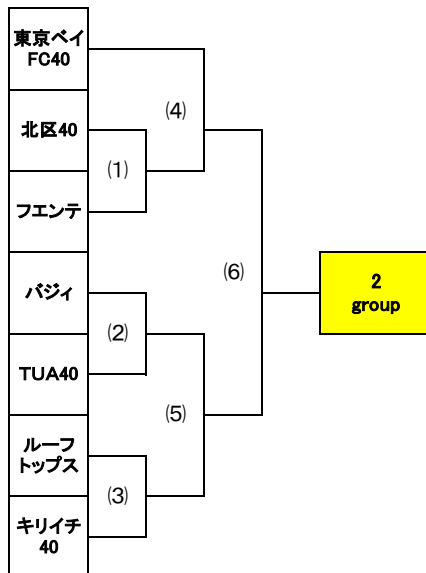 東京ベイ
FC40
(4)
北区40
(1)
フエンテ
(6)
2
group
バジィ
(2)
TUA40
(5)
ルーフ
トップス
(3)
キリイチ
40